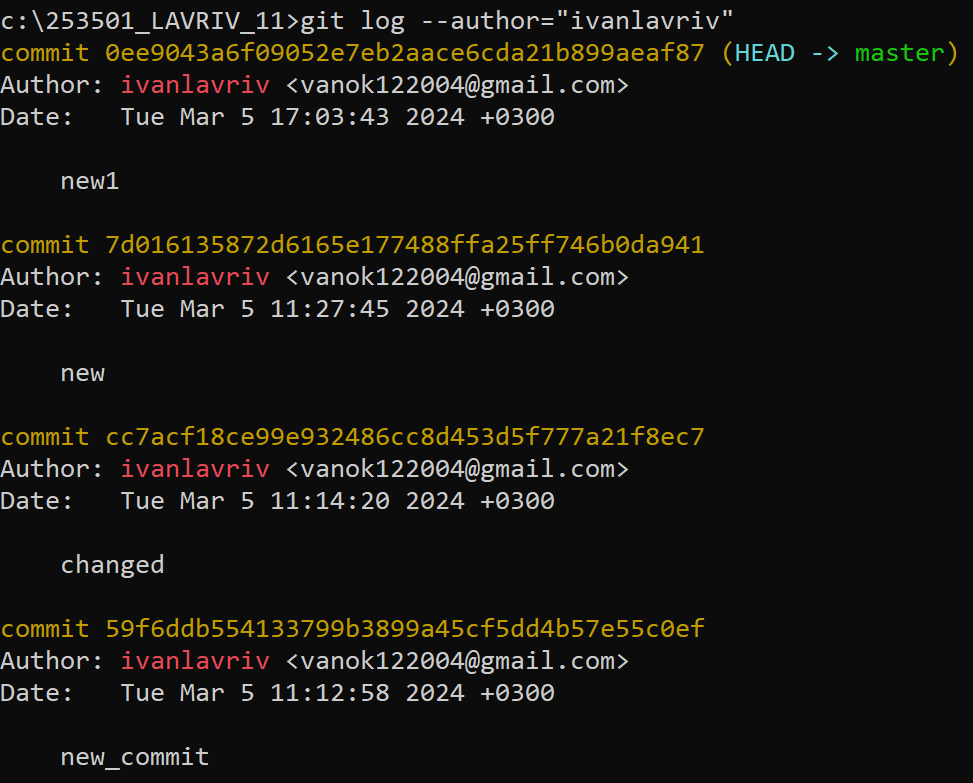 c:\253501_LAVRIV_11>git log --author="ivanlavriv"
commit 0ee9043a6f09052e7eb2aace6cda21b899aeaf87 (HEAD -> master)
Author: ivanlavriv <vanok122004@gmail.com>
Date:   Tue Mar 5 17:03:43 2024 +0300
    new1
commit 7d016135872d6165e177488ffa25ff746b0da941
Author: ivanlavriv <vanok122004@gmail.com>
Date:   Tue Mar 5 11:27:45 2024 +0300
    new
commit cc7acf18ce99e932486cc8d453d5f777a21f8ec7
Author: ivanlavriv <vanok122004@gmail.com>
Date:   Tue Mar 5 11:14:20 2024 +0300
    changed
commit 59f6ddb554133799b3899a45cf5dd4b57e55c0ef
Author: ivanlavriv <vanok122004@gmail.com>
Date:   Tue Mar 5 11:12:58 2024 +0300
    new_commit